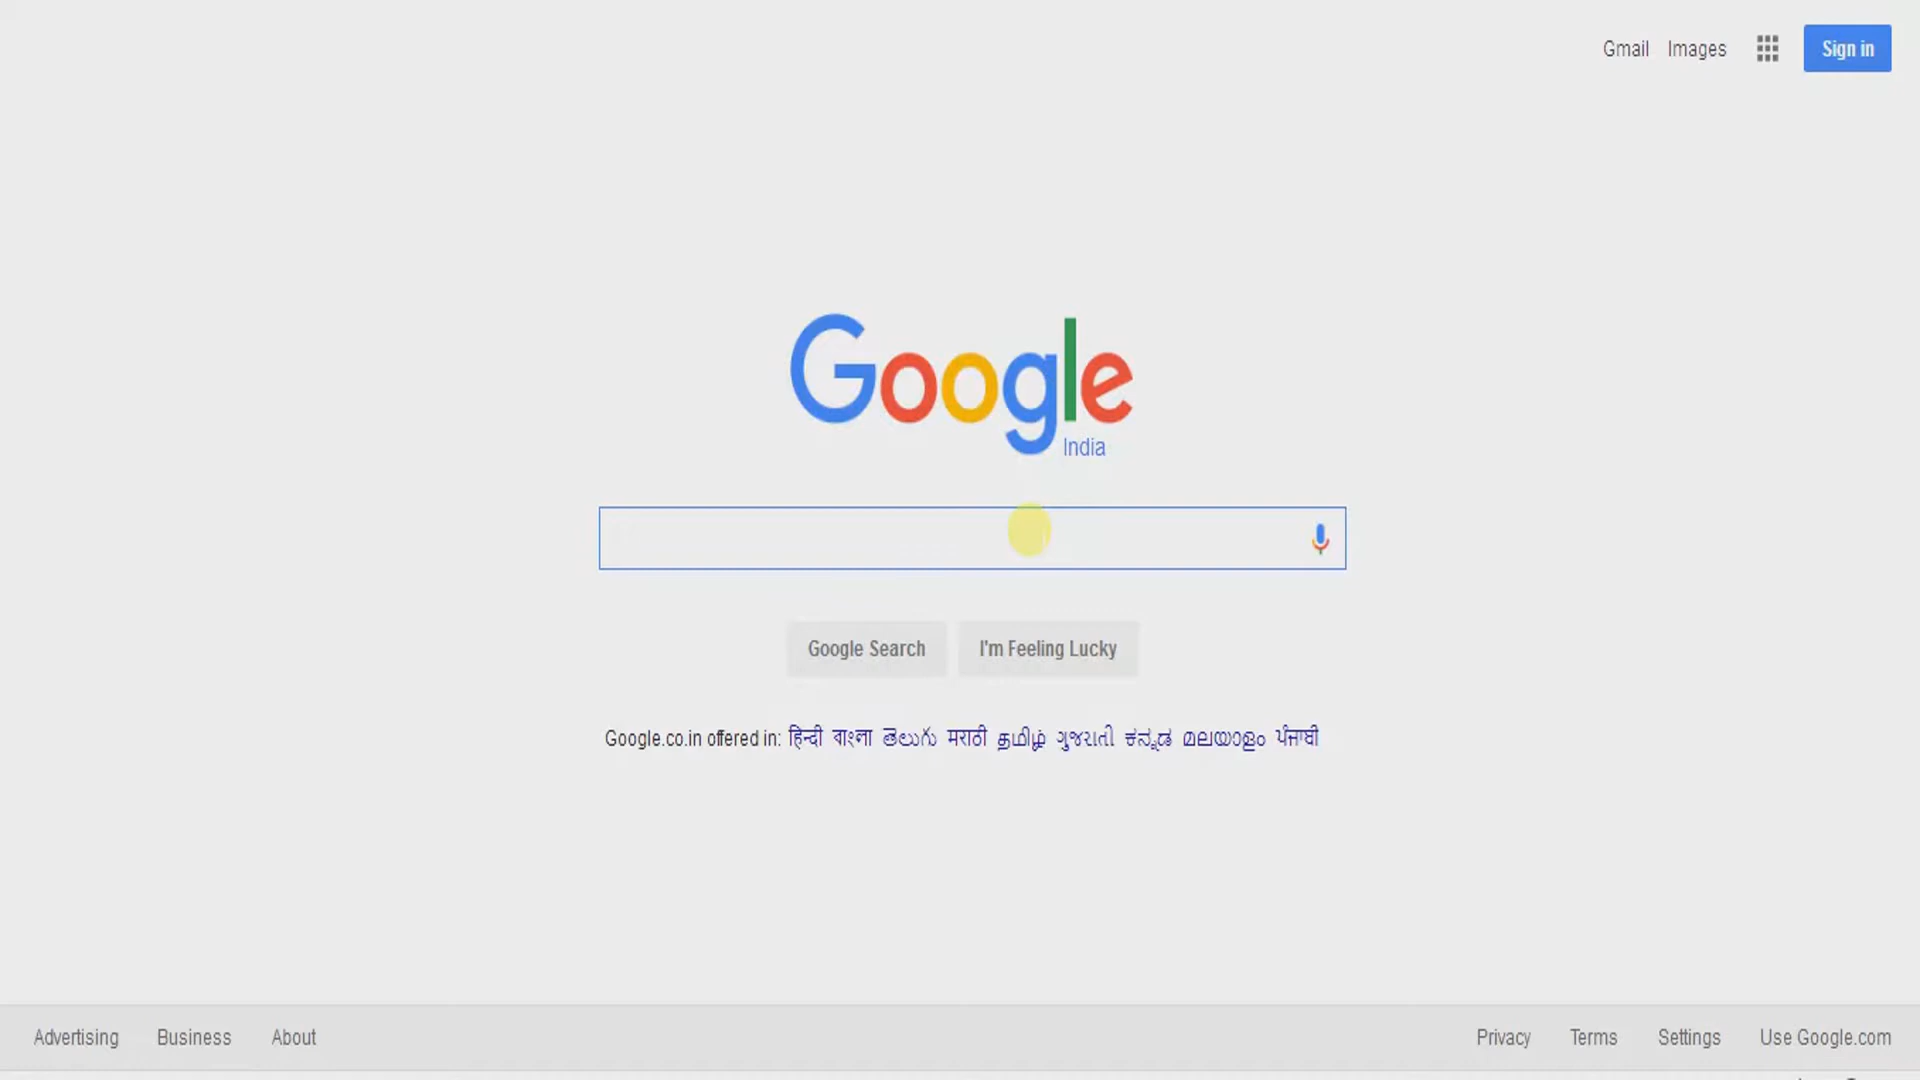 Gmail Images Sign in
Google
India
Google Search I'm Feeling Lucky
Google.co.in offered in: हिन्दी বাংলা తెలుగు मराठी தமிழ் ગુજરાતી ಕನ್ನಡ മലയാളം ਪੰਜਾਬੀ
Advertising Business About Privacy Terms Settings Use Google.com